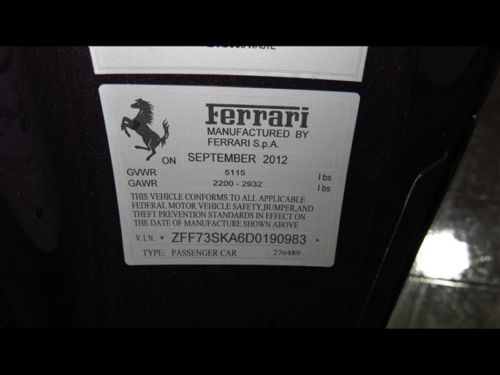 Ferrari
MANUFACTURED BY
FERRARI S.p.A.
ON SEPTEMBER 2012
GVWR 5115 lbs
GAWR 2200 - 2932 lbs
THIS VEHICLE CONFORMS TO ALL APPLICABLE
FEDERAL MOTOR VEHICLE SAFETY,BUMPER,AND
THEFT PREVENTION STANDARDS IN EFFECT ON
THE DATE OF MANUFACTURE SHOWN ABOVE
V.I.N. * ZFF73SKA6D0190983 *
TYPE: PASSENGER CAR 276489